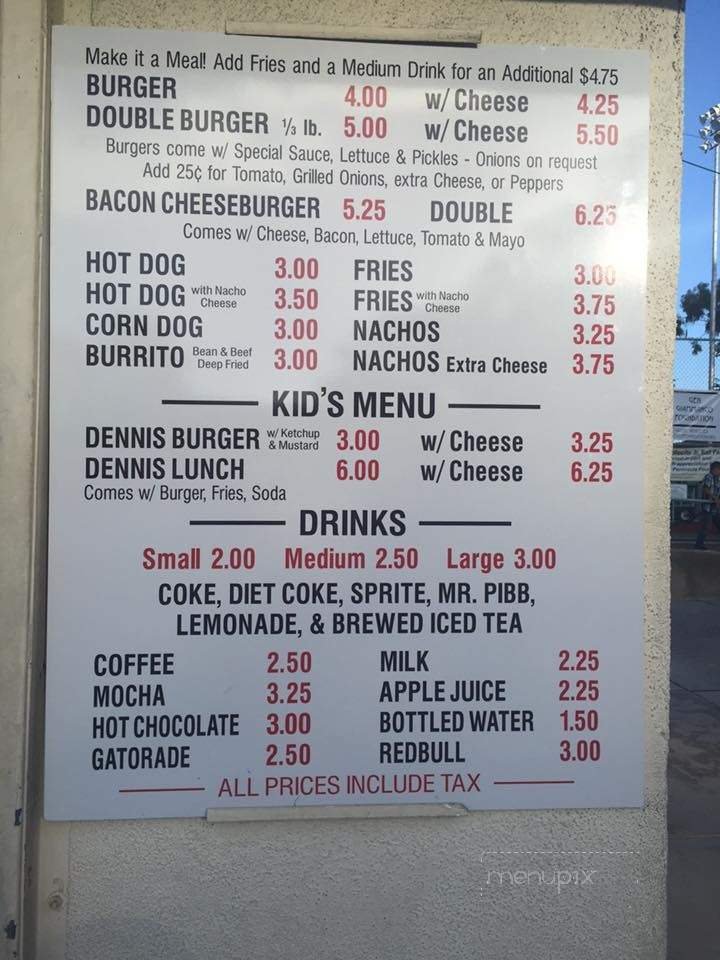 Make it a Meal! Add Fries and a Medium Drink for an Additional $4.75
BURGER 4.00 w/ Cheese 4.25
DOUBLE BURGER ⅓ lb. 5.00 w/ Cheese 5.50
Burgers come w/ Special Sauce, Lettuce & Pickles - Onions on request
Add 25¢ for Tomato, Grilled Onions, extra Cheese, or Peppers
BACON CHEESEBURGER 5.25 DOUBLE 6.25
Comes w/ Cheese, Bacon, Lettuce, Tomato & Mayo
HOT DOG 3.00 FRIES 3.00
HOT DOG with Nacho Cheese 3.50 FRIES with Nacho Cheese 3.75
CORN DOG 3.00 NACHOS 3.25
BURRITO Bean & Beef Deep Fried 3.00 NACHOS Extra Cheese 3.75
KID'S MENU
DENNIS BURGER w/ Ketchup & Mustard 3.00 w/ Cheese 3.25
DENNIS LUNCH 6.00 w/ Cheese 6.25
Comes w/ Burger, Fries, Soda
DRINKS
Small 2.00 Medium 2.50 Large 3.00
COKE, DIET COKE, SPRITE, MR. PIBB,
LEMONADE, & BREWED ICED TEA
COFFEE 2.50 MILK 2.25
MOCHA 3.25 APPLE JUICE 2.25
HOT CHOCOLATE 3.00 BOTTLED WATER 1.50
GATORADE 2.50 REDBULL 3.00
ALL PRICES INCLUDE TAX
menupix